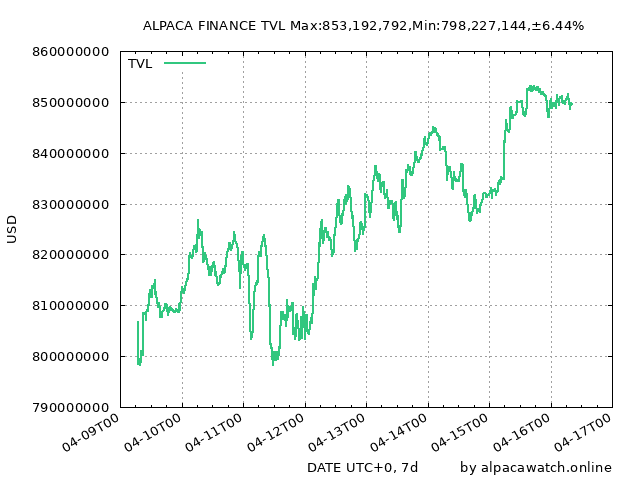 ALPACA FINANCE TVL Max:853,192,792,Min:798,227,144,±6.44%
TVL
USD
860000000
850000000
840000000
830000000
820000000
810000000
800000000
790000000
04-09T00
04-10T00
04-11T00
04-12T00
04-13T00
04-14T00
04-15T00
04-16T00
04-17T00
DATE UTC+0, 7d
by alpacawatch.online